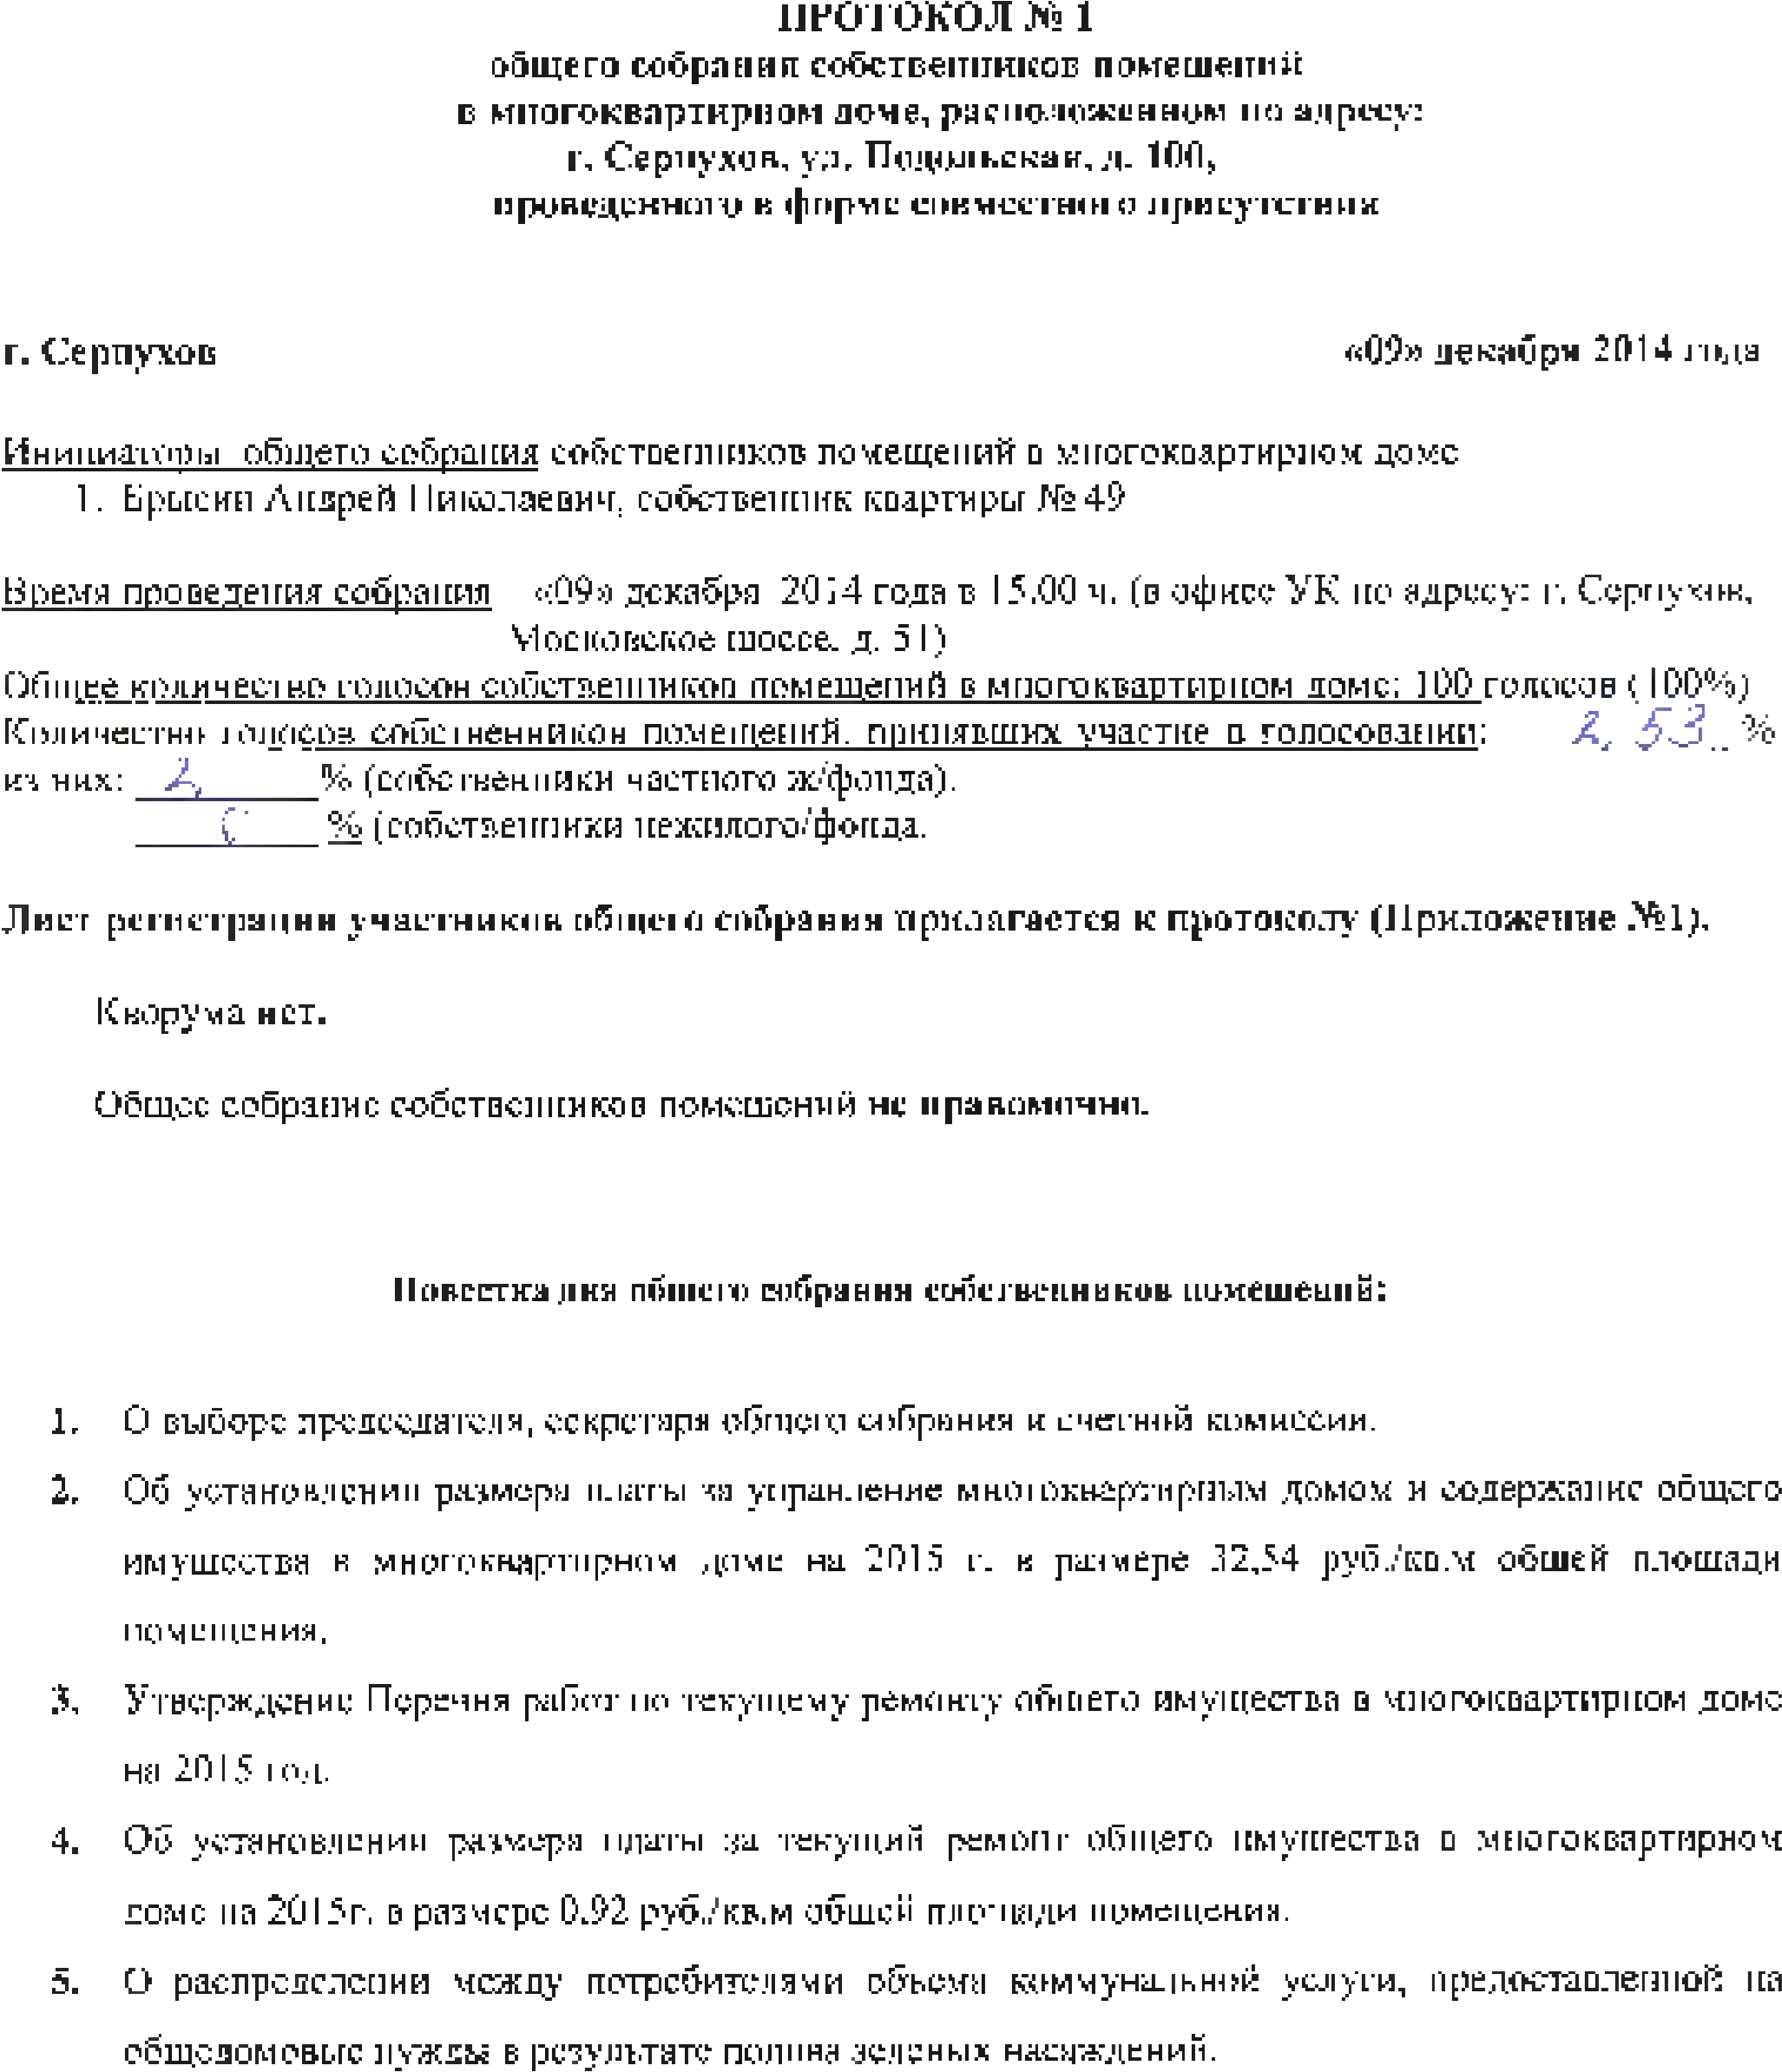 ПРОТОКОЛ № 1
общего собрания собственников помещений
в многоквартирном доме, расположенном по адресу:
г. Серпухов, ул. Подольская, д. 100,
проведенного в форме совместного присутствия
г. Серпухов «09» декабря 2014 года
Инициаторы общего собрания собственников помещений в многоквартирном доме
1. Брысин Андрей Николаевич, собственник квартиры № 49
Время проведения собрания «09» декабря 2014 года в 15.00 ч. (в офисе УК по адресу: г. Серпухов,
Московское шоссе, д. 51)
Общее количество голосов собственников помещений в многоквартирном доме: 100 голосов (100%)
Количество голосов собственников помещений, принявших участие в голосовании: 2,53 %
из них: 2, % (собственники частного ж/фонда).
% (собственники нежилого/фонда.
Лист регистрации участников общего собрания прилагается к протоколу (Приложение №1).
Кворума нет.
Общее собрание собственников помещений не правомочно.
Повестка дня общего собрания собственников помещений:
1. О выборе председателя, секретаря общего собрания и счетной комиссии.
2. Об установлении размера платы за управление многоквартирным домом и содержание общего
имущества в многоквартирном доме на 2015 г. в размере 32,54 руб./кв.м общей площади
помещения.
3. Утверждение Перечня работ по текущему ремонту общего имущества в многоквартирном доме
на 2015 год.
4. Об установлении размера платы за текущий ремонт общего имущества в многоквартирном
доме на 2015г. в размере 0.92 руб./кв.м общей площади помещения.
5. О распределении между потребителями объема коммунальной услуги, предоставленной на
общедомовые нужды в результате полива зеленых насаждений.